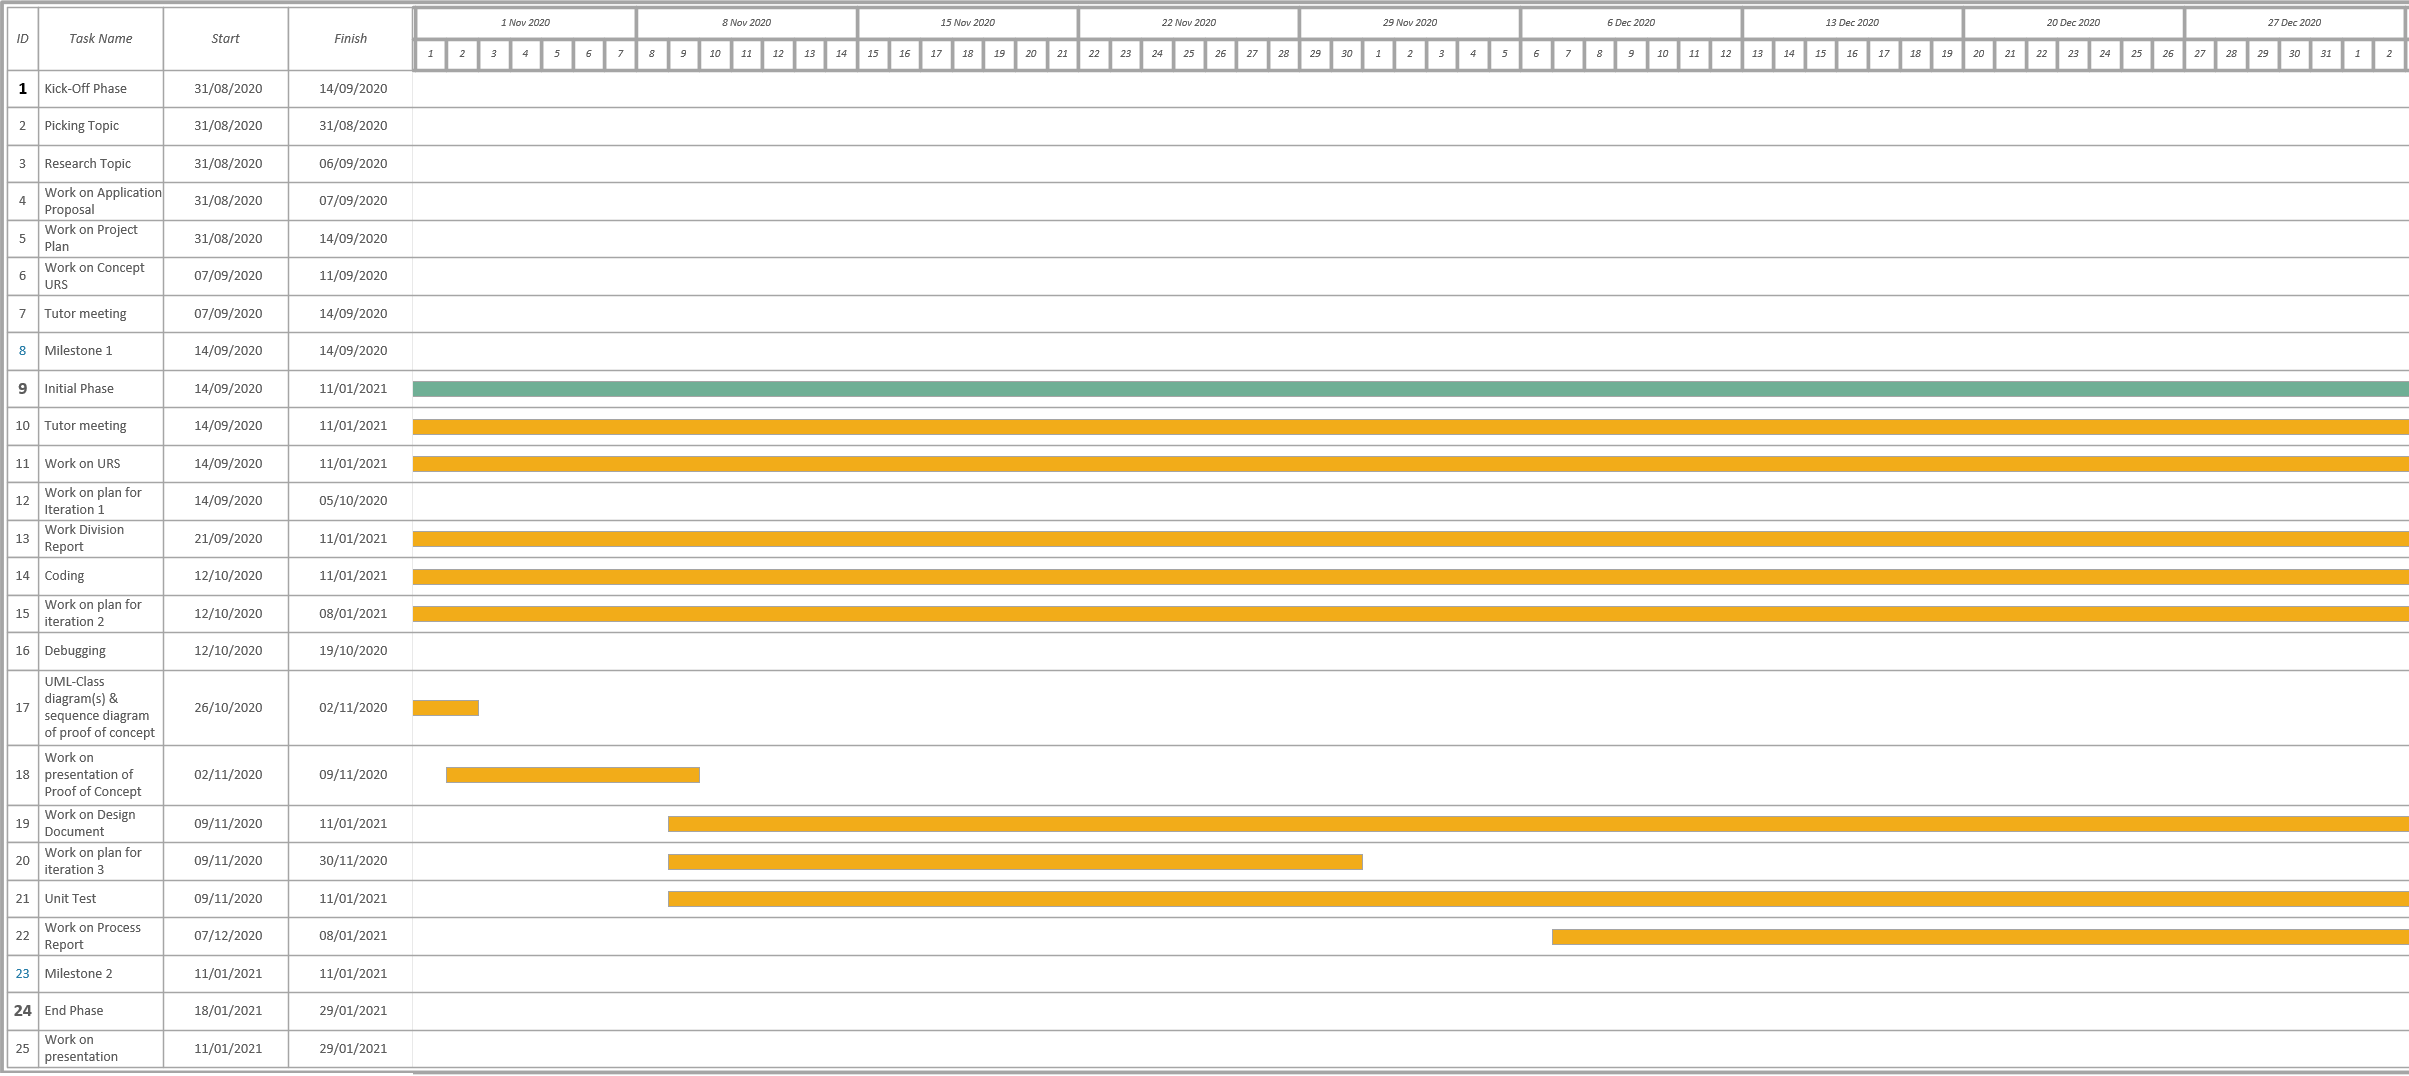 ID Task Name Start Finish 1 Nov 2020 8 Nov 2020 15 Nov 2020 22 Nov 2020 29 Nov 2020 6 Dec 2020 13 Dec 2020 20 Dec 2020 27 Dec 2020
1 2 3 4 5 6 7 8 9 10 11 12 13 14 15 16 17 18 19 20 21 22 23 24 25 26 27 28 29 30 1 2 3 4 5 6 7 8 9 10 11 12 13 14 15 16 17 18 19 20 21 22 23 24 25 26 27 28 29 30 31 1 2
1 Kick-Off Phase 31/08/2020 14/09/2020
2 Picking Topic 31/08/2020 31/08/2020
3 Research Topic 31/08/2020 06/09/2020
4 Work on Application
Proposal 31/08/2020 07/09/2020
5 Work on Project
Plan 31/08/2020 14/09/2020
6 Work on Concept
URS 07/09/2020 11/09/2020
7 Tutor meeting 07/09/2020 14/09/2020
8 Milestone 1 14/09/2020 14/09/2020
9 Initial Phase 14/09/2020 11/01/2021
10 Tutor meeting 14/09/2020 11/01/2021
11 Work on URS 14/09/2020 11/01/2021
12 Work on plan for
Iteration 1 14/09/2020 05/10/2020
13 Work Division
Report 21/09/2020 11/01/2021
14 Coding 12/10/2020 11/01/2021
15 Work on plan for
iteration 2 12/10/2020 08/01/2021
16 Debugging 12/10/2020 19/10/2020
17 UML-Class
diagram(s) &
sequence diagram
of proof of concept 26/10/2020 02/11/2020
18 Work on
presentation of
Proof of Concept 02/11/2020 09/11/2020
19 Work on Design
Document 09/11/2020 11/01/2021
20 Work on plan for
iteration 3 09/11/2020 30/11/2020
21 Unit Test 09/11/2020 11/01/2021
22 Work on Process
Report 07/12/2020 08/01/2021
23 Milestone 2 11/01/2021 11/01/2021
24 End Phase 18/01/2021 29/01/2021
25 Work on
presentation 11/01/2021 29/01/2021